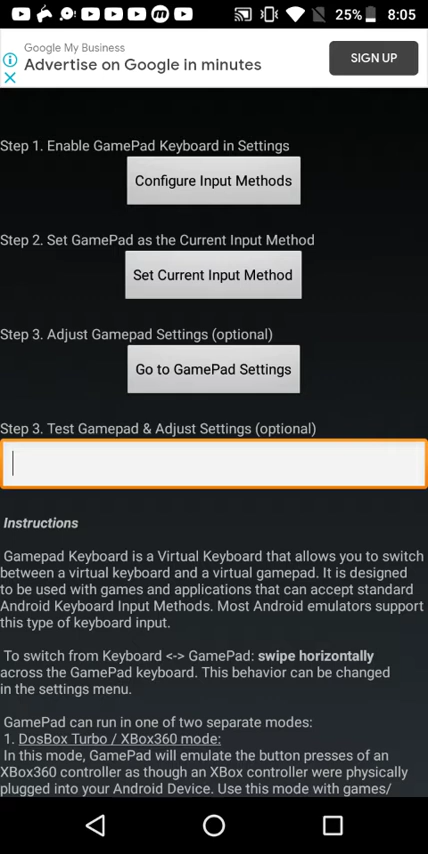 25% 8:05
Google My Business
Advertise on Google in minutes
SIGN UP
Step 1. Enable GamePad Keyboard in Settings
Configure Input Methods
Step 2. Set GamePad as the Current Input Method
Set Current Input Method
Step 3. Adjust Gamepad Settings (optional)
Go to GamePad Settings
Step 3. Test Gamepad & Adjust Settings (optional)
Instructions
Gamepad Keyboard is a Virtual Keyboard that allows you to switch
between a virtual keyboard and a virtual gamepad. It is designed
to be used with games and applications that can accept standard
Android Keyboard Input Methods. Most Android emulators support
this type of keyboard input.
To switch from Keyboard <-> GamePad: swipe horizontally
across the GamePad keyboard. This behavior can be changed
in the settings menu.
GamePad can run in one of two separate modes:
1. DosBox Turbo / XBox360 mode:
In this mode, GamePad will emulate the button presses of an
XBox360 controller as though an XBox controller were physically
plugged into your Android Device. Use this mode with games/